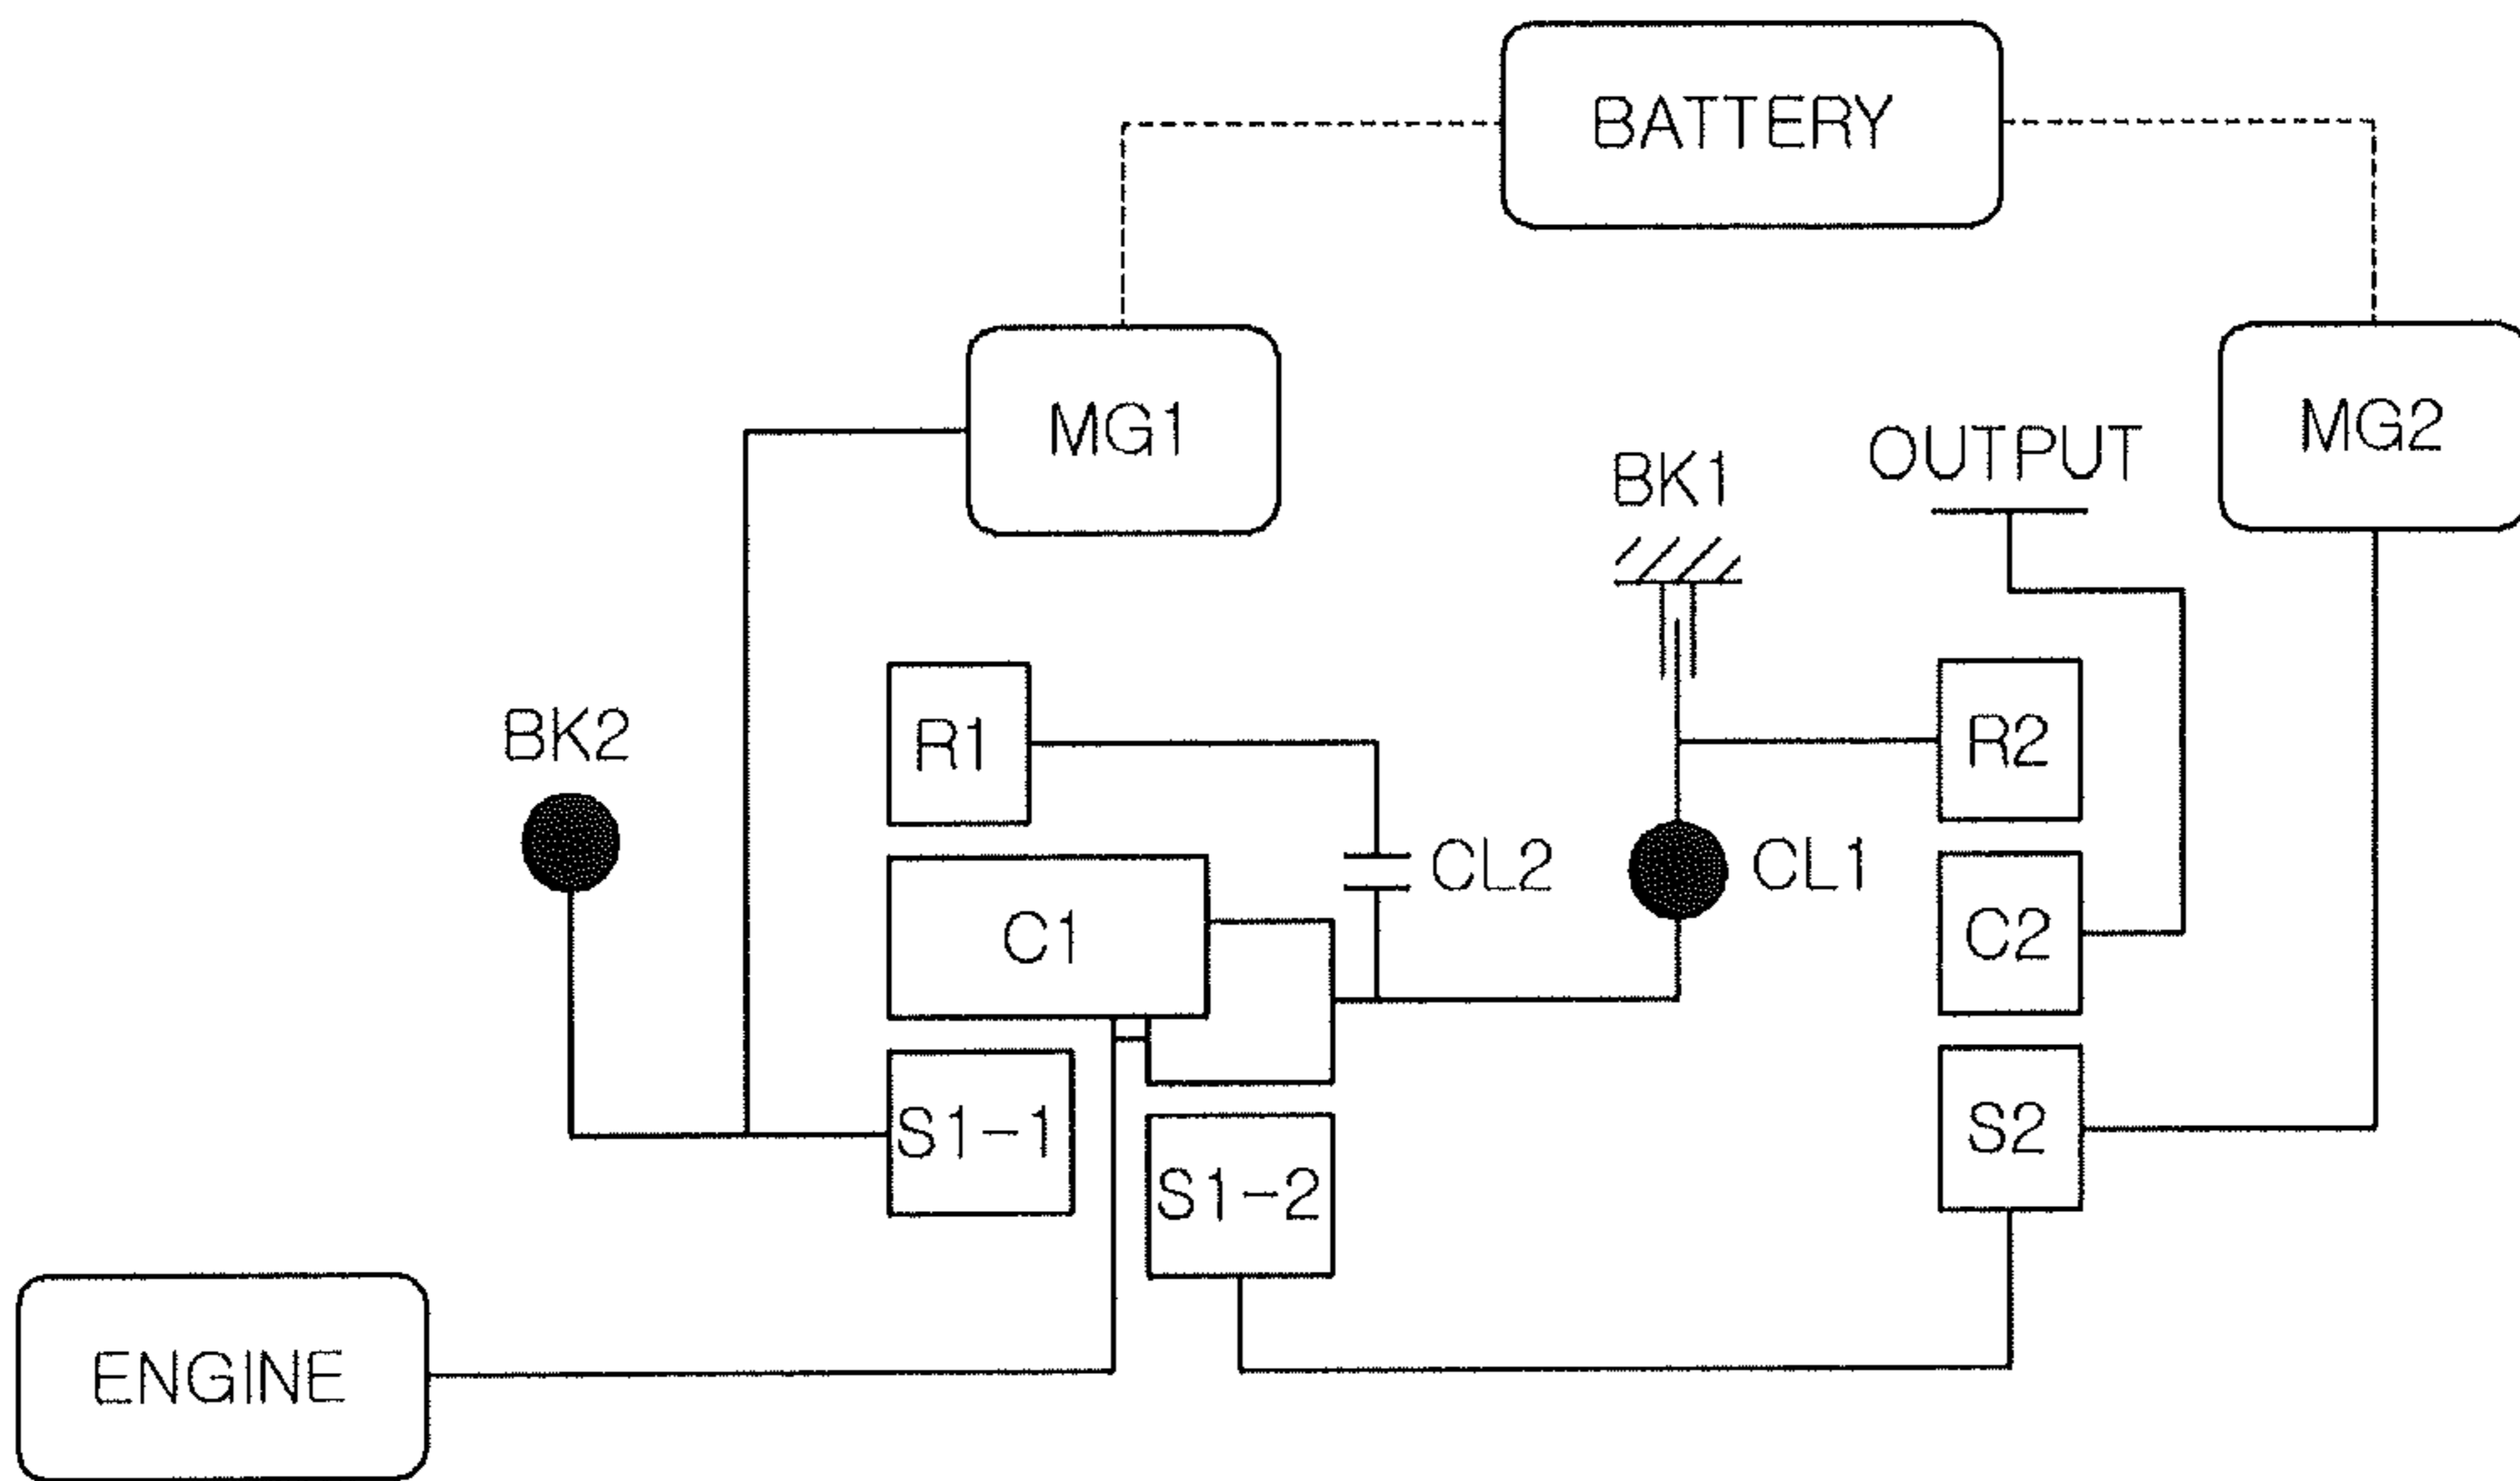 BATTERY
MG1
MG2
OUTPUT
BK1
BK2
R1
R2
CL2
CL1
C1
C2
S1-1
S1-2
S2
ENGINE